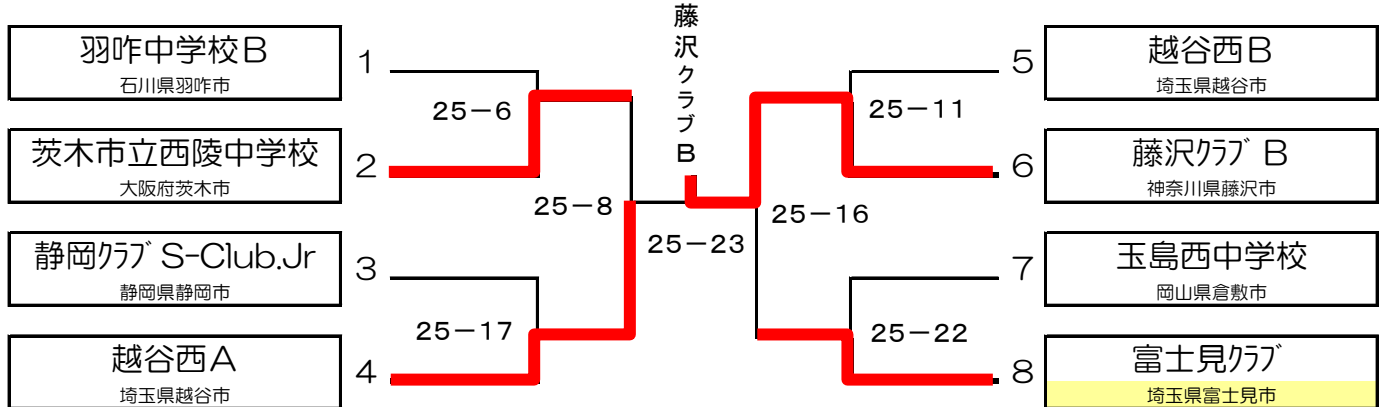 藤沢クラブB
羽咋中学校B
石川県羽咋市
1
茨木市立西陵中学校
大阪府茨木市
2
静岡ｸﾗﾌﾞ S-Club.Jr
静岡県静岡市
3
越谷西A
埼玉県越谷市
4
25－6
25－8
25－17
25－23
25－11
25－16
25－22
5
越谷西B
埼玉県越谷市
6
藤沢ｸﾗﾌﾞ B
神奈川県藤沢市
7
玉島西中学校
岡山県倉敷市
8
富士見ｸﾗﾌﾞ
埼玉県富士見市